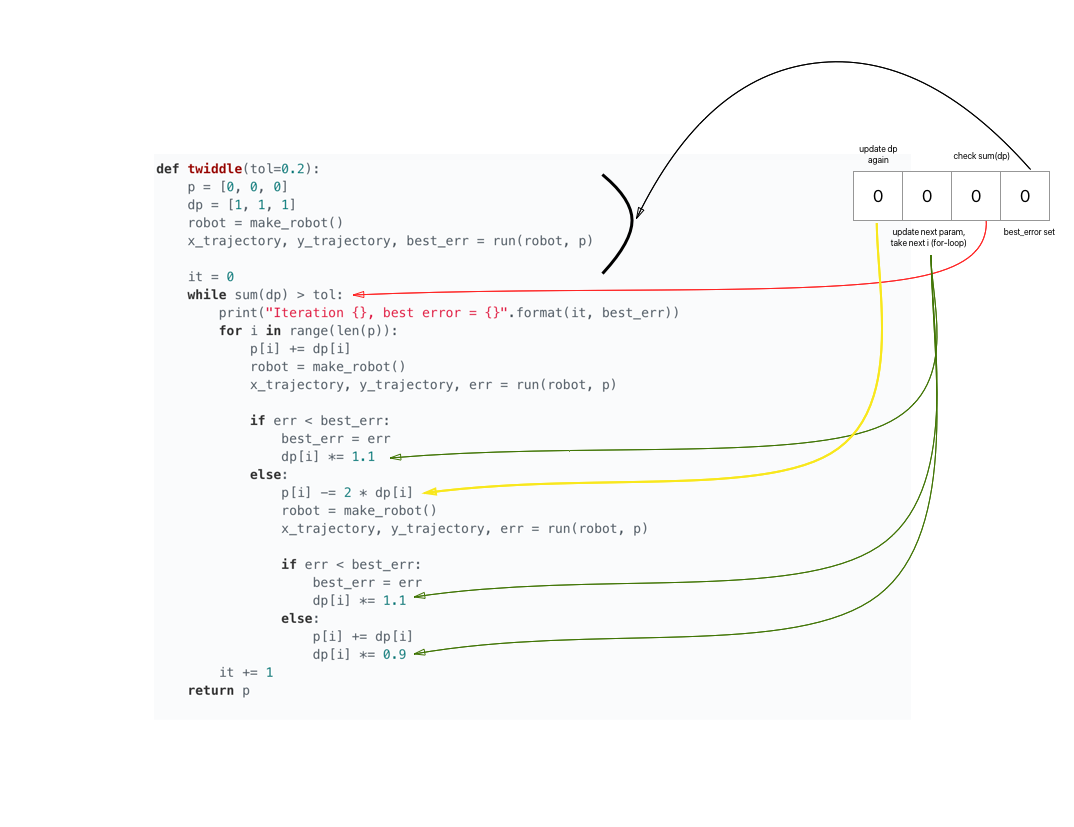 update dp
again
check sum(dp)
0 0 0 0
update next param,
take next i (for-loop)
best_error set
def twiddle(tol=0.2):
    p = [0, 0, 0]
    dp = [1, 1, 1]
    robot = make_robot()
    x_trajectory, y_trajectory, best_err = run(robot, p)
    it = 0
    while sum(dp) > tol:
        print("Iteration {}, best error = {}".format(it, best_err))
        for i in range(len(p)):
            p[i] += dp[i]
            robot = make_robot()
            x_trajectory, y_trajectory, err = run(robot, p)
            if err < best_err:
                best_err = err
                dp[i] *= 1.1
            else:
                p[i] -= 2 * dp[i]
                robot = make_robot()
                x_trajectory, y_trajectory, err = run(robot, p)
                if err < best_err:
                    best_err = err
                    dp[i] *= 1.1
                else:
                    p[i] += dp[i]
                    dp[i] *= 0.9
        it += 1
    return p